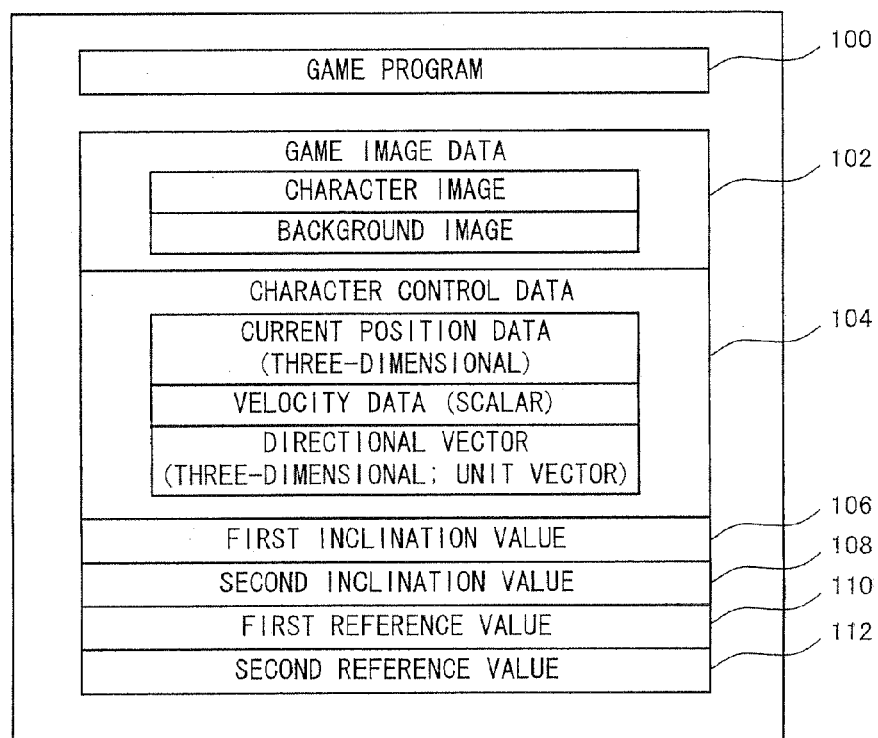 GAME PROGRAM
100
GAME IMAGE DATA
102
CHARACTER IMAGE
BACKGROUND IMAGE
CHARACTER CONTROL DATA
104
CURRENT POSITION DATA
(THREE-DIMENSIONAL)
VELOCITY DATA (SCALAR)
DIRECTIONAL VECTOR
(THREE-DIMENSIONAL; UNIT VECTOR)
FIRST INCLINATION VALUE
106
SECOND INCLINATION VALUE
108
FIRST REFERENCE VALUE
110
SECOND REFERENCE VALUE
112